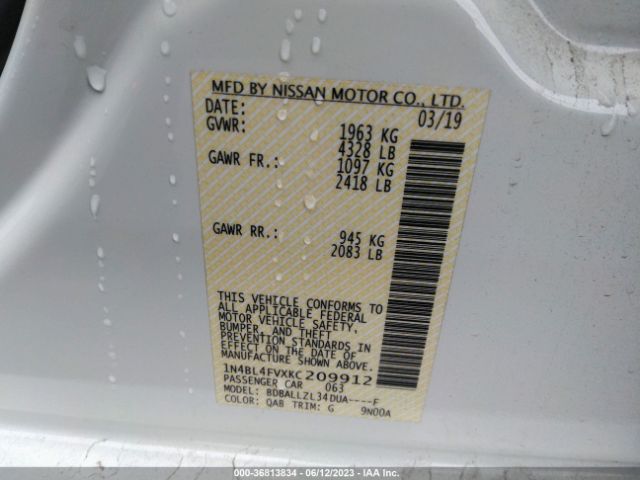 MFD BY NISSAN MOTOR CO., LTD.
DATE: 03/19
GVWR: 1963 KG
4328 LB
GAWR FR.: 1097 KG
2418 LB
GAWR RR.: 945 KG
2083 LB
THIS VEHICLE CONFORMS TO
ALL APPLICABLE FEDERAL
MOTOR VEHICLE SAFETY,
BUMPER, AND THEFT
PREVENTION STANDARDS IN
EFFECT ON THE DATE OF
MANUFACTURE SHOWN ABOVE.
1N4BL4FVXKC209912
PASSENGER CAR 063
MODEL: BDBALLZL34DUA----F
COLOR: QAB TRIM: G 9N00A
000-36813834 - 06/12/2023 - IAA Inc.